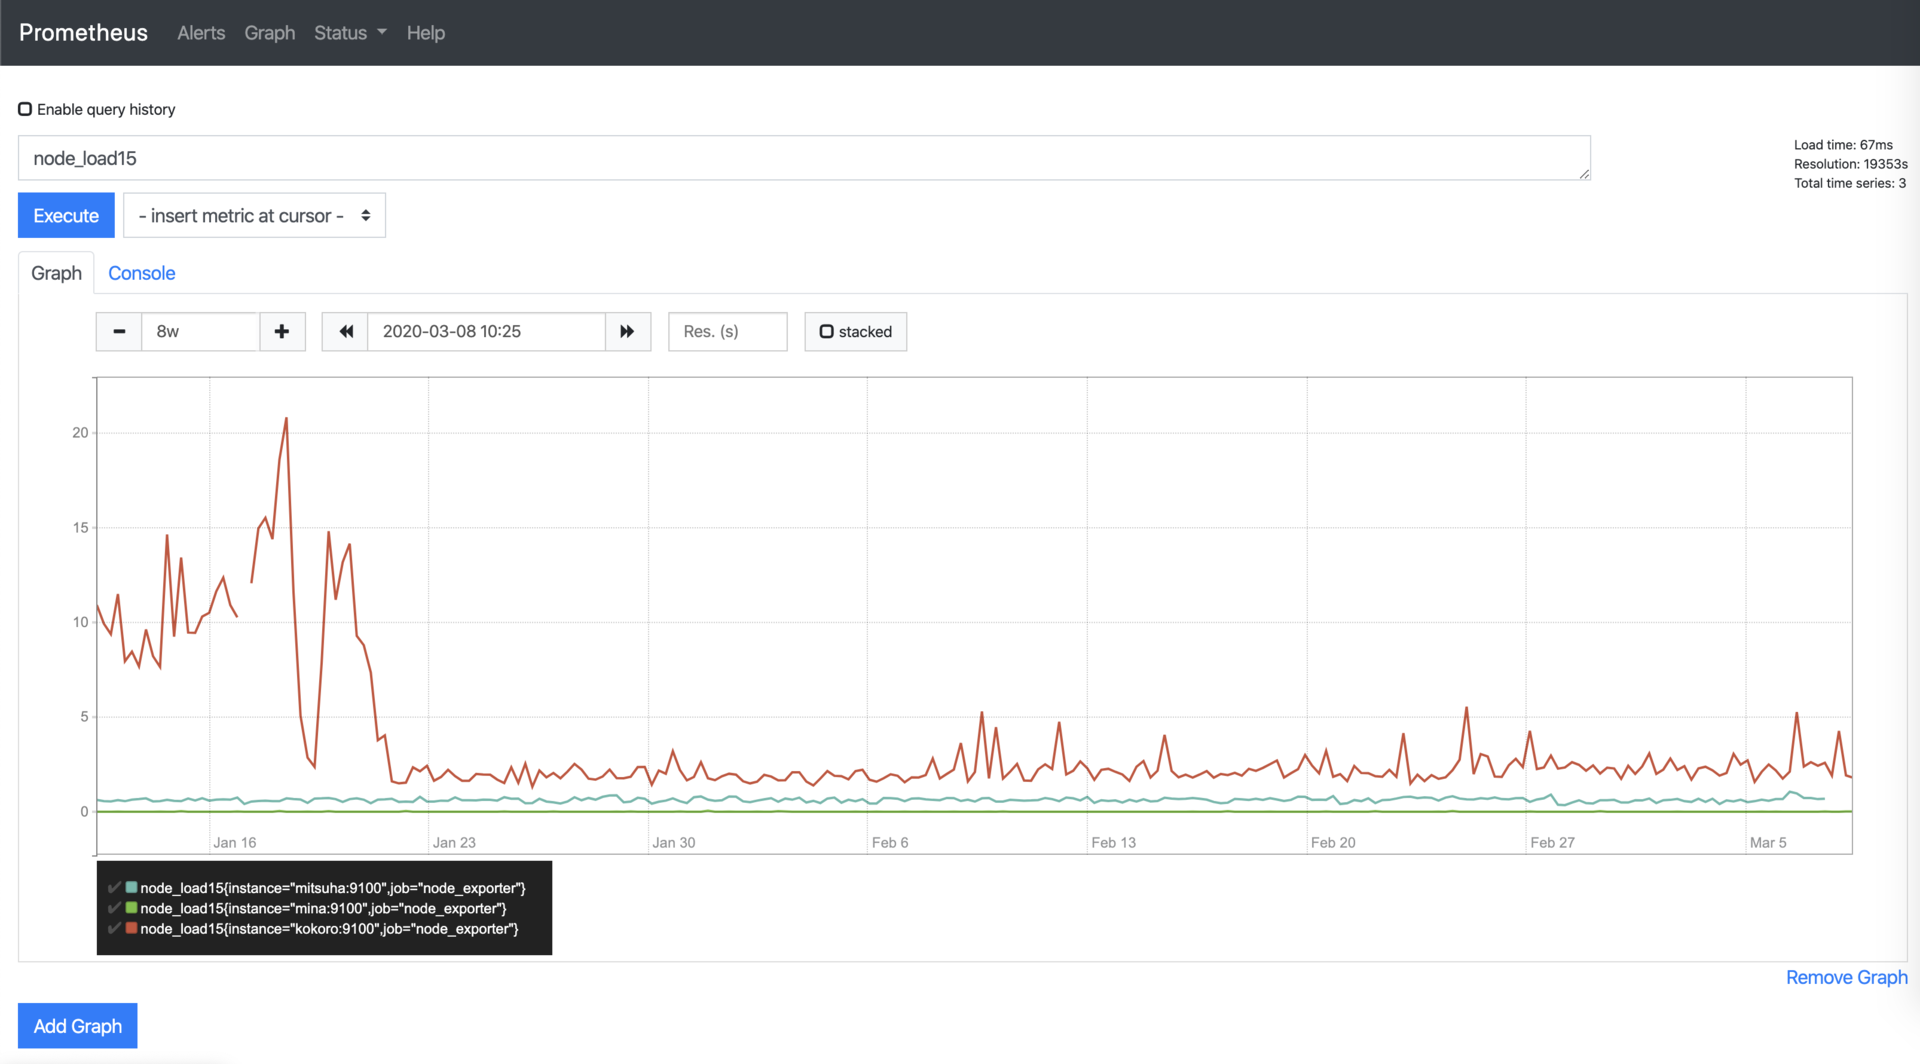 Prometheus Alerts Graph Status Help
Enable query history
node_load15
Load time: 67ms
Resolution: 19353s
Total time series: 3
Execute - insert metric at cursor -
Graph Console
8w 2020-03-08 10:25 Res. (s) stacked
20
15
10
5
0
Jan 16 Jan 23 Jan 30 Feb 6 Feb 13 Feb 20 Feb 27 Mar 5
✔ node_load15{instance="mitsuha:9100",job="node_exporter"}
✔ node_load15{instance="mina:9100",job="node_exporter"}
✔ node_load15{instance="kokoro:9100",job="node_exporter"}
Remove Graph
Add Graph